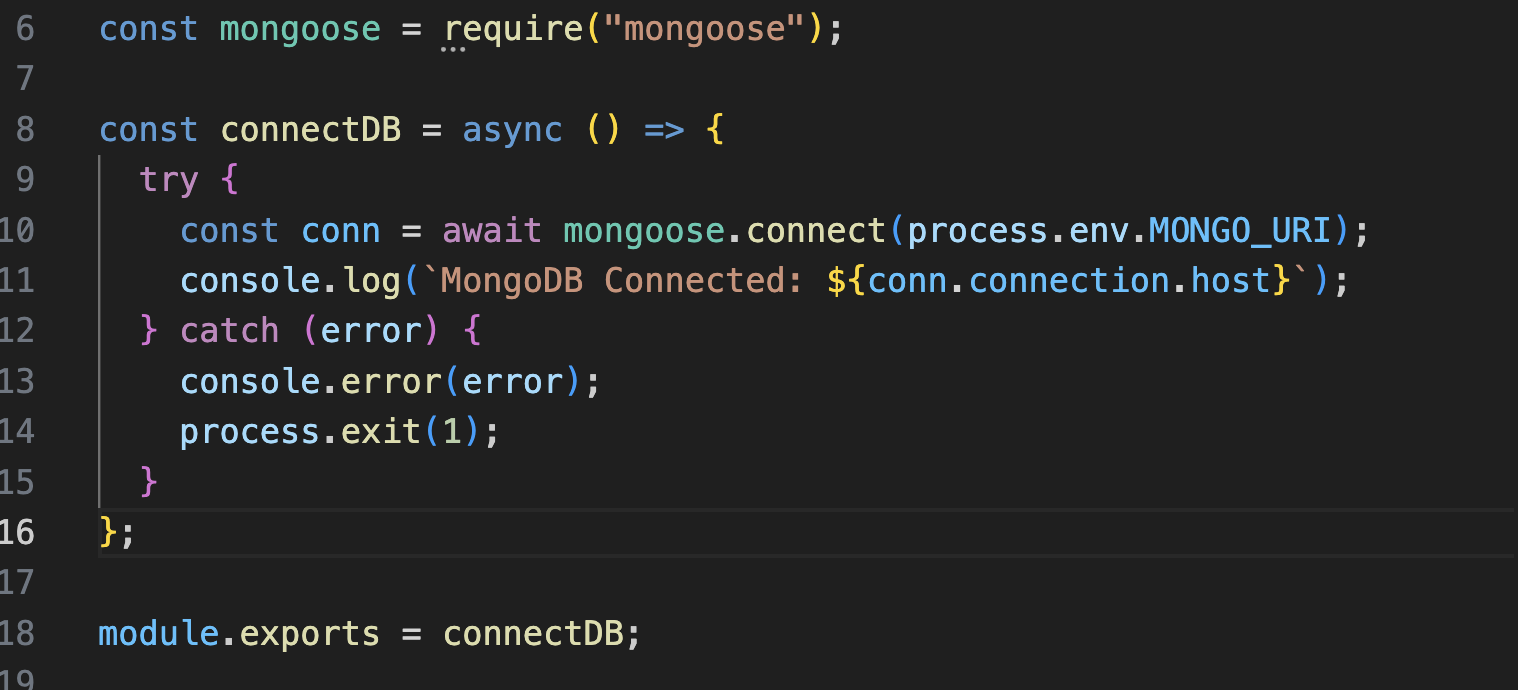 6 const mongoose = require("mongoose");
7
8 const connectDB = async () => {
9 try {
10 const conn = await mongoose.connect(process.env.MONGO_URI);
11 console.log(`MongoDB Connected: ${conn.connection.host}`);
12 } catch (error) {
13 console.error(error);
14 process.exit(1);
15 }
16 };
17
18 module.exports = connectDB;
19